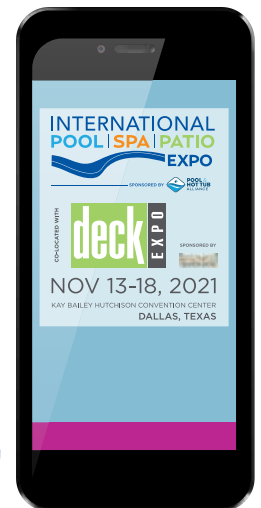 INTERNATIONAL
POOL | SPA | PATIO
EXPO
SPONSORED BY POOL & HOT TUB ALLIANCE
CO-LOCATED WITH
deck EXPO
SPONSORED BY
NOV 13-18, 2021
KAY BAILEY HUTCHISON CONVENTION CENTER
DALLAS, TEXAS